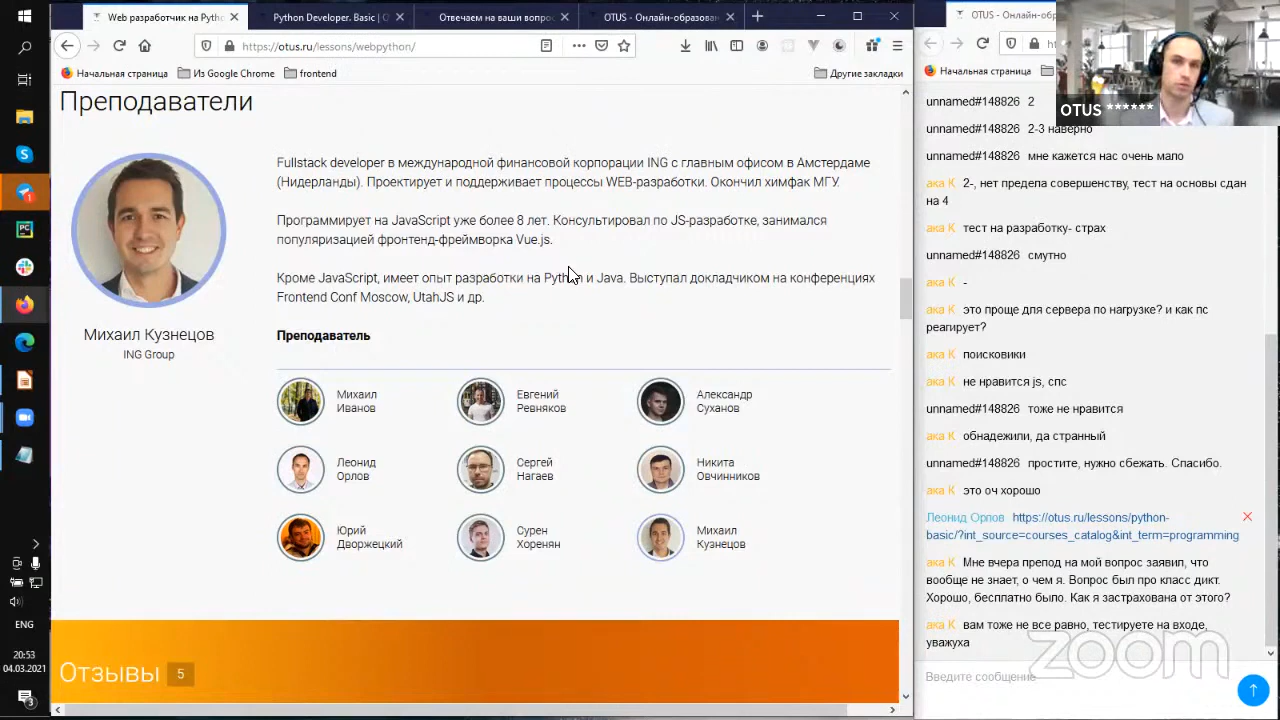 Web разработчик на Pytho
Python Developer. Basic | O
Отвечаем на ваши вопрос
OTUS - Онлайн-образован
OTUS - Онлайн-образо
https://otus.ru/lessons/webpython/
Начальная страница
Из Google Chrome
frontend
Другие закладки
Начальная страница
Преподаватели
Fullstack developer в международной финансовой корпорации ING с главным офисом в Амстердаме
(Нидерланды). Проектирует и поддерживает процессы WEB-разработки. Окончил химфак МГУ.
Программирует на JavaScript уже более 8 лет. Консультировал по JS-разработке, занимался
популяризацией фронтенд-фреймворка Vue.js.
Кроме JavaScript, имеет опыт разработки на Python и Java. Выступал докладчиком на конференциях
Frontend Conf Moscow, UtahJS и др.
Преподаватель
Михаил Кузнецов
ING Group
Михаил
Иванов
Евгений
Ревняков
Александр
Суханов
Леонид
Орлов
Сергей
Нагаев
Никита
Овчинников
Юрий
Дворжецкий
Сурен
Хоренян
Михаил
Кузнецов
Отзывы 5
OTUS ******
unnamed#148826 2
unnamed#148826 2-3 наверно
unnamed#148826 мне кажется нас очень мало
ака К 2-, нет предела совершенству, тест на основы сдан
на 4
ака К тест на разработку- страх
unnamed#148826 смутно
ака К -
ака К это проще для сервера по нагрузке? и как пс
реагирует?
ака К поисковики
ака К не нравится js, спс
unnamed#148826 тоже не нравится
ака К обнадежили, да странный
unnamed#148826 простите, нужно сбежать. Спасибо.
ака К это оч хорошо
Леонид Орлов https://otus.ru/lessons/python-
basic/?int_source=courses_catalog&int_term=programming
ака К Мне вчера препод на мой вопрос заявил, что
вообще не знает, о чем я. Вопрос был про класс дикт.
Хорошо, бесплатно было. Как я застрахована от этого?
ака К вам тоже не все равно, тестируете на входе,
уважуха
zoom
Введите сообщение
ENG
20:53
04.03.2021
3